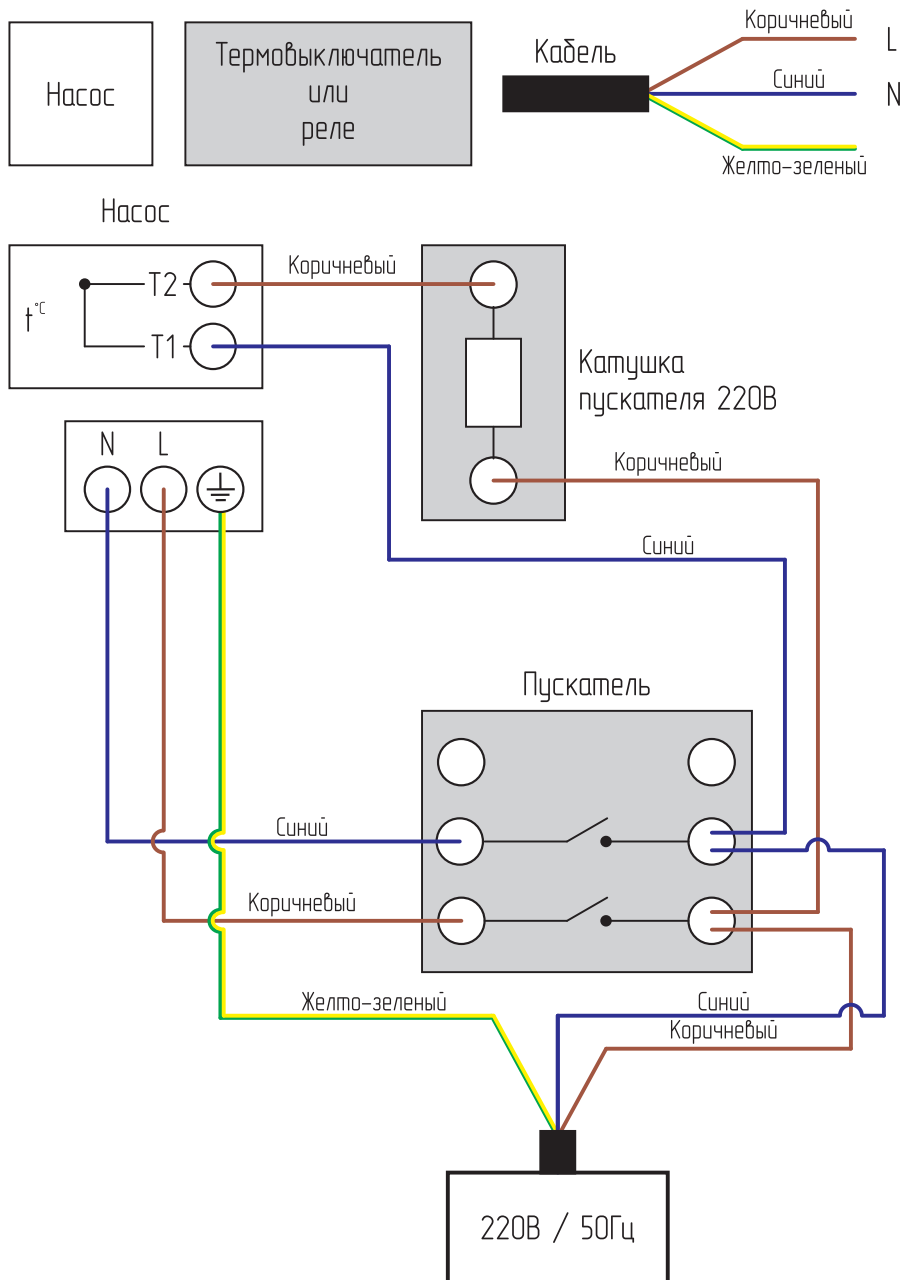 Насос
Термовыключатель
или
реле
Кабель
Коричневый
L
Синий
N
Желто-зеленый
Насос
t°C
T2
T1
Коричневый
Катушка
пускателя 220В
N
L
Коричневый
Синий
Пускатель
Синий
Коричневый
Желто-зеленый
Синий
Коричневый
220В / 50Гц